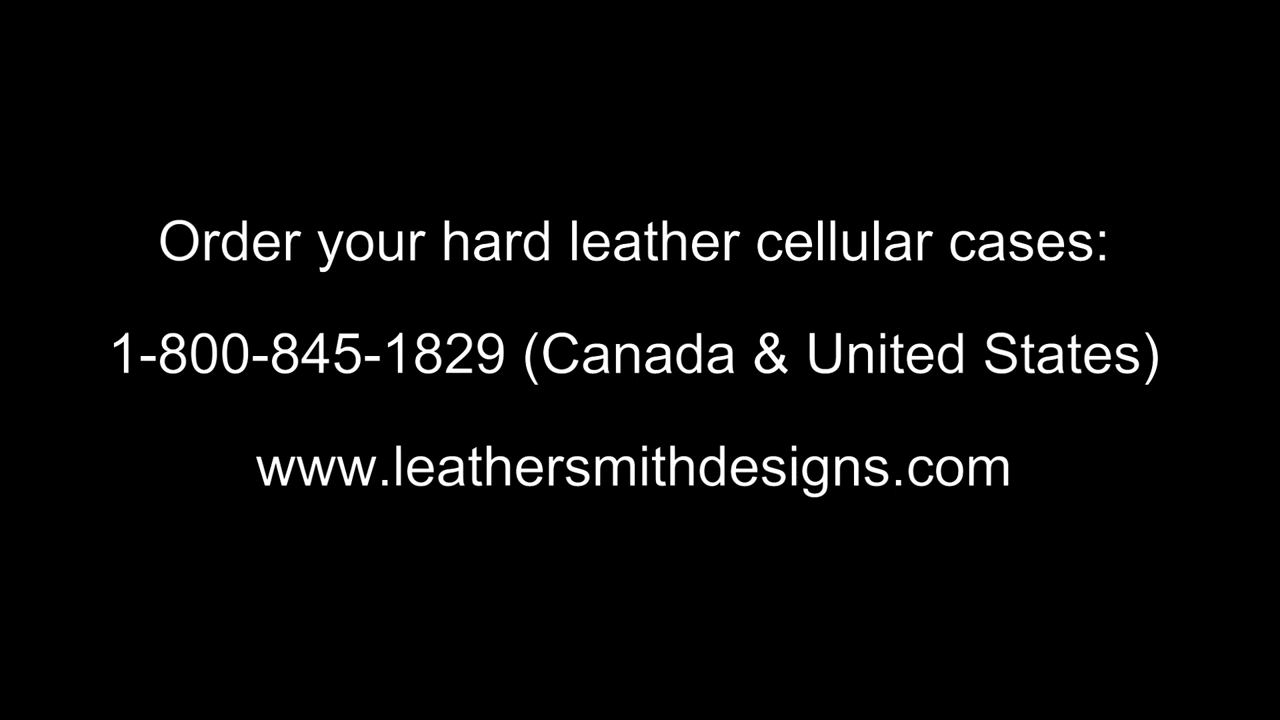 Order your hard leather cellular cases:
1-800-845-1829 (Canada & United States)
www.leathersmithdesigns.com